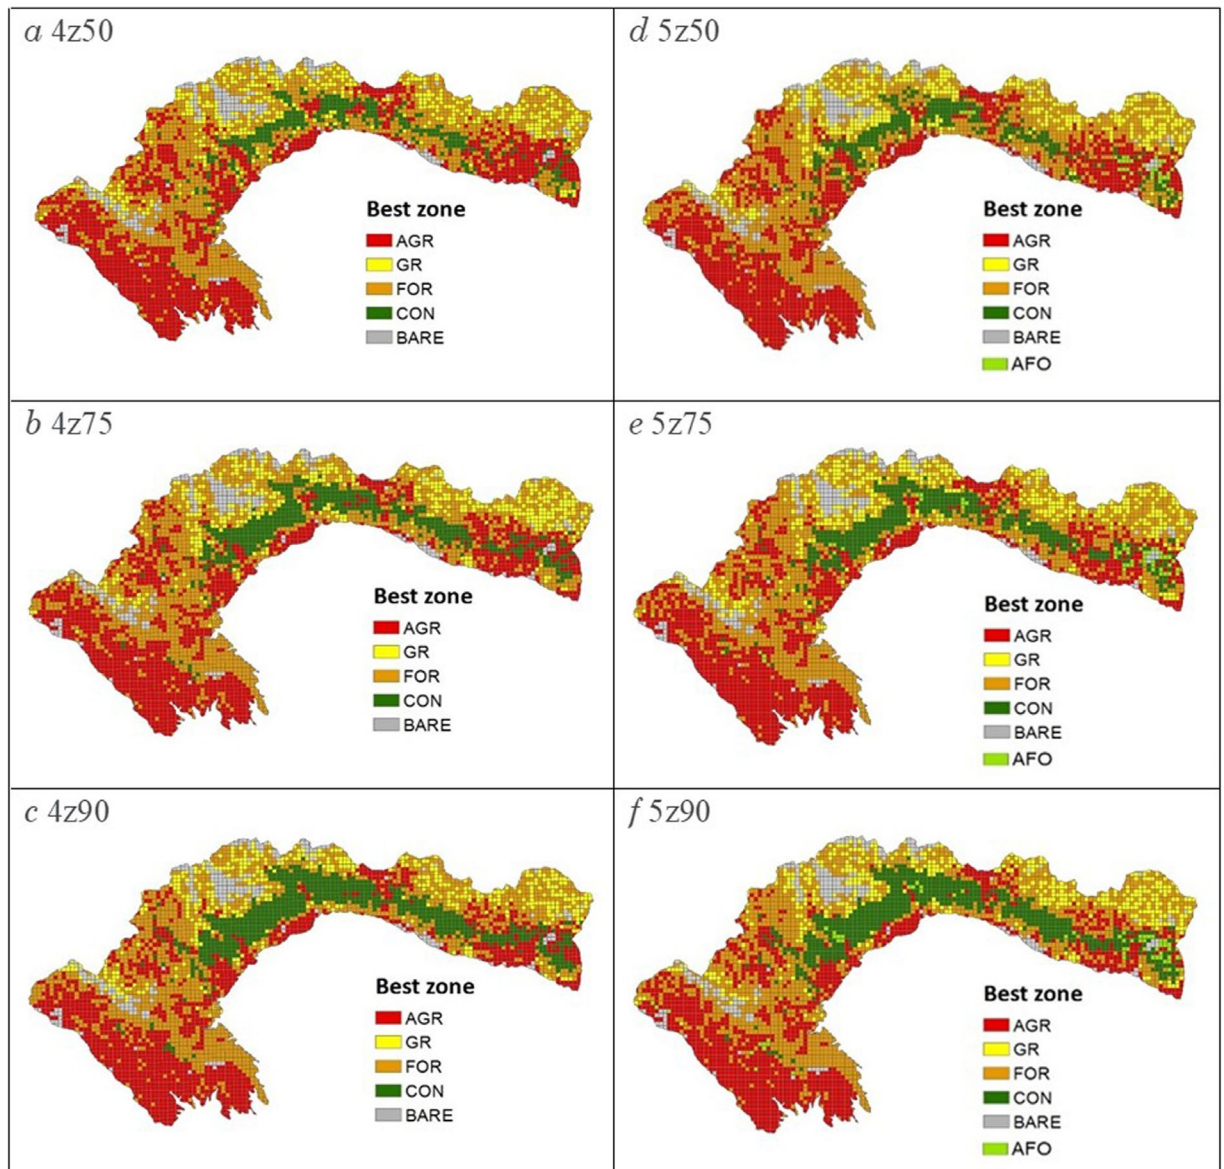 a 4z50
Best zone
AGR
GR
FOR
CON
BARE
d 5z50
Best zone
AGR
GR
FOR
CON
BARE
AFO
b 4z75
Best zone
AGR
GR
FOR
CON
BARE
e 5z75
Best zone
AGR
GR
FOR
CON
BARE
AFO
c 4z90
Best zone
AGR
GR
FOR
CON
BARE
f 5z90
Best zone
AGR
GR
FOR
CON
BARE
AFO